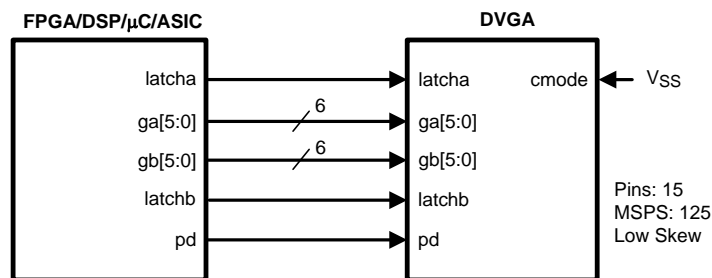 FPGA/DSP/μC/ASIC
DVGA
latcha
latcha
cmode
VSS
6
ga[5:0]
ga[5:0]
6
gb[5:0]
gb[5:0]
latchb
latchb
pd
pd
Pins: 15
MSPS: 125
Low Skew